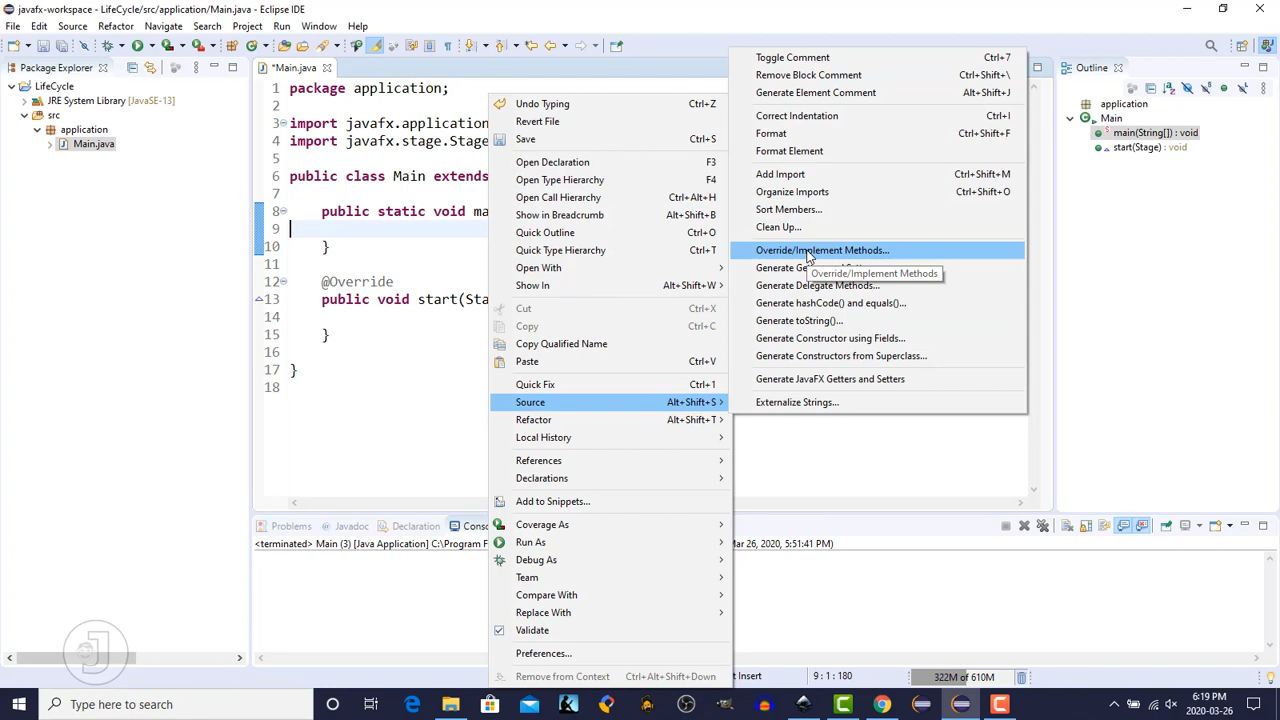 javafx-workspace - LifeCycle/src/application/Main.java - Eclipse IDE
File Edit Source Refactor Navigate Search Project Run Window Help
Package Explorer
LifeCycle
JRE System Library [JavaSE-13]
src
application
Main.java
*Main.java
1 package application;
2
3 import javafx.application
4 import javafx.stage.Stage
5
6 public class Main extends
7
8 public static void ma
9
10 }
11
12 @Override
13 public void start(Sta
14
15 }
16
17 }
18
Undo Typing Ctrl+Z
Revert File
Save Ctrl+S
Open Declaration F3
Open Type Hierarchy F4
Open Call Hierarchy Ctrl+Alt+H
Show in Breadcrumb Alt+Shift+B
Quick Outline Ctrl+O
Quick Type Hierarchy Ctrl+T
Open With
Show In Alt+Shift+W
Cut Ctrl+X
Copy Ctrl+C
Copy Qualified Name
Paste Ctrl+V
Quick Fix Ctrl+1
Source Alt+Shift+S
Refactor Alt+Shift+T
Local History
References
Declarations
Add to Snippets...
Coverage As
Run As
Debug As
Team
Compare With
Replace With
Validate
Preferences...
Remove from Context Ctrl+Alt+Shift+Down
Toggle Comment Ctrl+7
Remove Block Comment Ctrl+Shift+\
Generate Element Comment Alt+Shift+J
Correct Indentation Ctrl+I
Format Ctrl+Shift+F
Format Element
Add Import Ctrl+Shift+M
Organize Imports Ctrl+Shift+O
Sort Members...
Clean Up...
Override/Implement Methods...
Override/Implement Methods
Generate
Generate Delegate Methods...
Generate hashCode() and equals()...
Generate toString()...
Generate Constructor using Fields...
Generate Constructors from Superclass...
Generate JavaFX Getters and Setters
Externalize Strings...
Outline
application
Main
main(String[]) : void
start(Stage) : void
Problems Javadoc Declaration Conso
<terminated> Main (3) [Java Application] C:\Program F
Mar 26, 2020, 5:51:41 PM)
Insert 9 : 1 : 180 322M of 610M
J
Type here to search
6:19 PM
2020-03-26